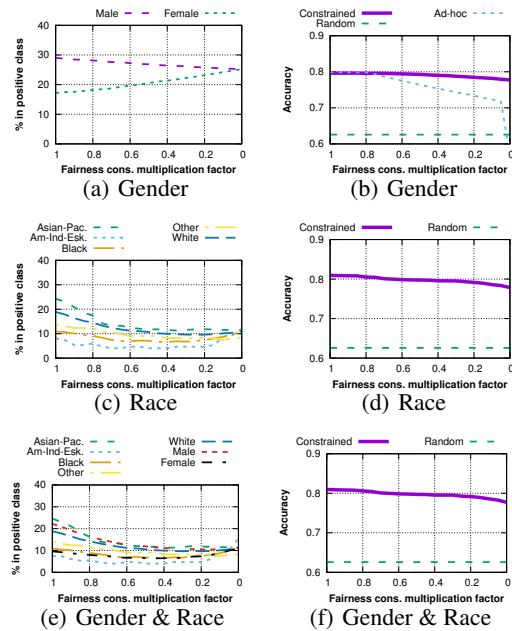 Male Female
40
30
20
10
0
% in positive class
1 0.8 0.6 0.4 0.2 0
Fairness cons. multiplication factor
(a) Gender
Constrained Ad-hoc
Random
0.9
0.8
0.7
0.6
Accuracy
1 0.8 0.6 0.4 0.2 0
Fairness cons. multiplication factor
(b) Gender
Asian-Pac. Other
Am-Ind-Esk. White
Black
40
30
20
10
0
% in positive class
1 0.8 0.6 0.4 0.2 0
Fairness cons. multiplication factor
(c) Race
Constrained Random
0.9
0.8
0.7
0.6
Accuracy
1 0.8 0.6 0.4 0.2 0
Fairness cons. multiplication factor
(d) Race
Asian-Pac. White
Am-Ind-Esk. Male
Black Female
Other
40
30
20
10
0
% in positive class
1 0.8 0.6 0.4 0.2 0
Fairness cons. multiplication factor
(e) Gender & Race
Constrained Random
0.9
0.8
0.7
0.6
Accuracy
1 0.8 0.6 0.4 0.2 0
Fairness cons. multiplication factor
(f) Gender & Race